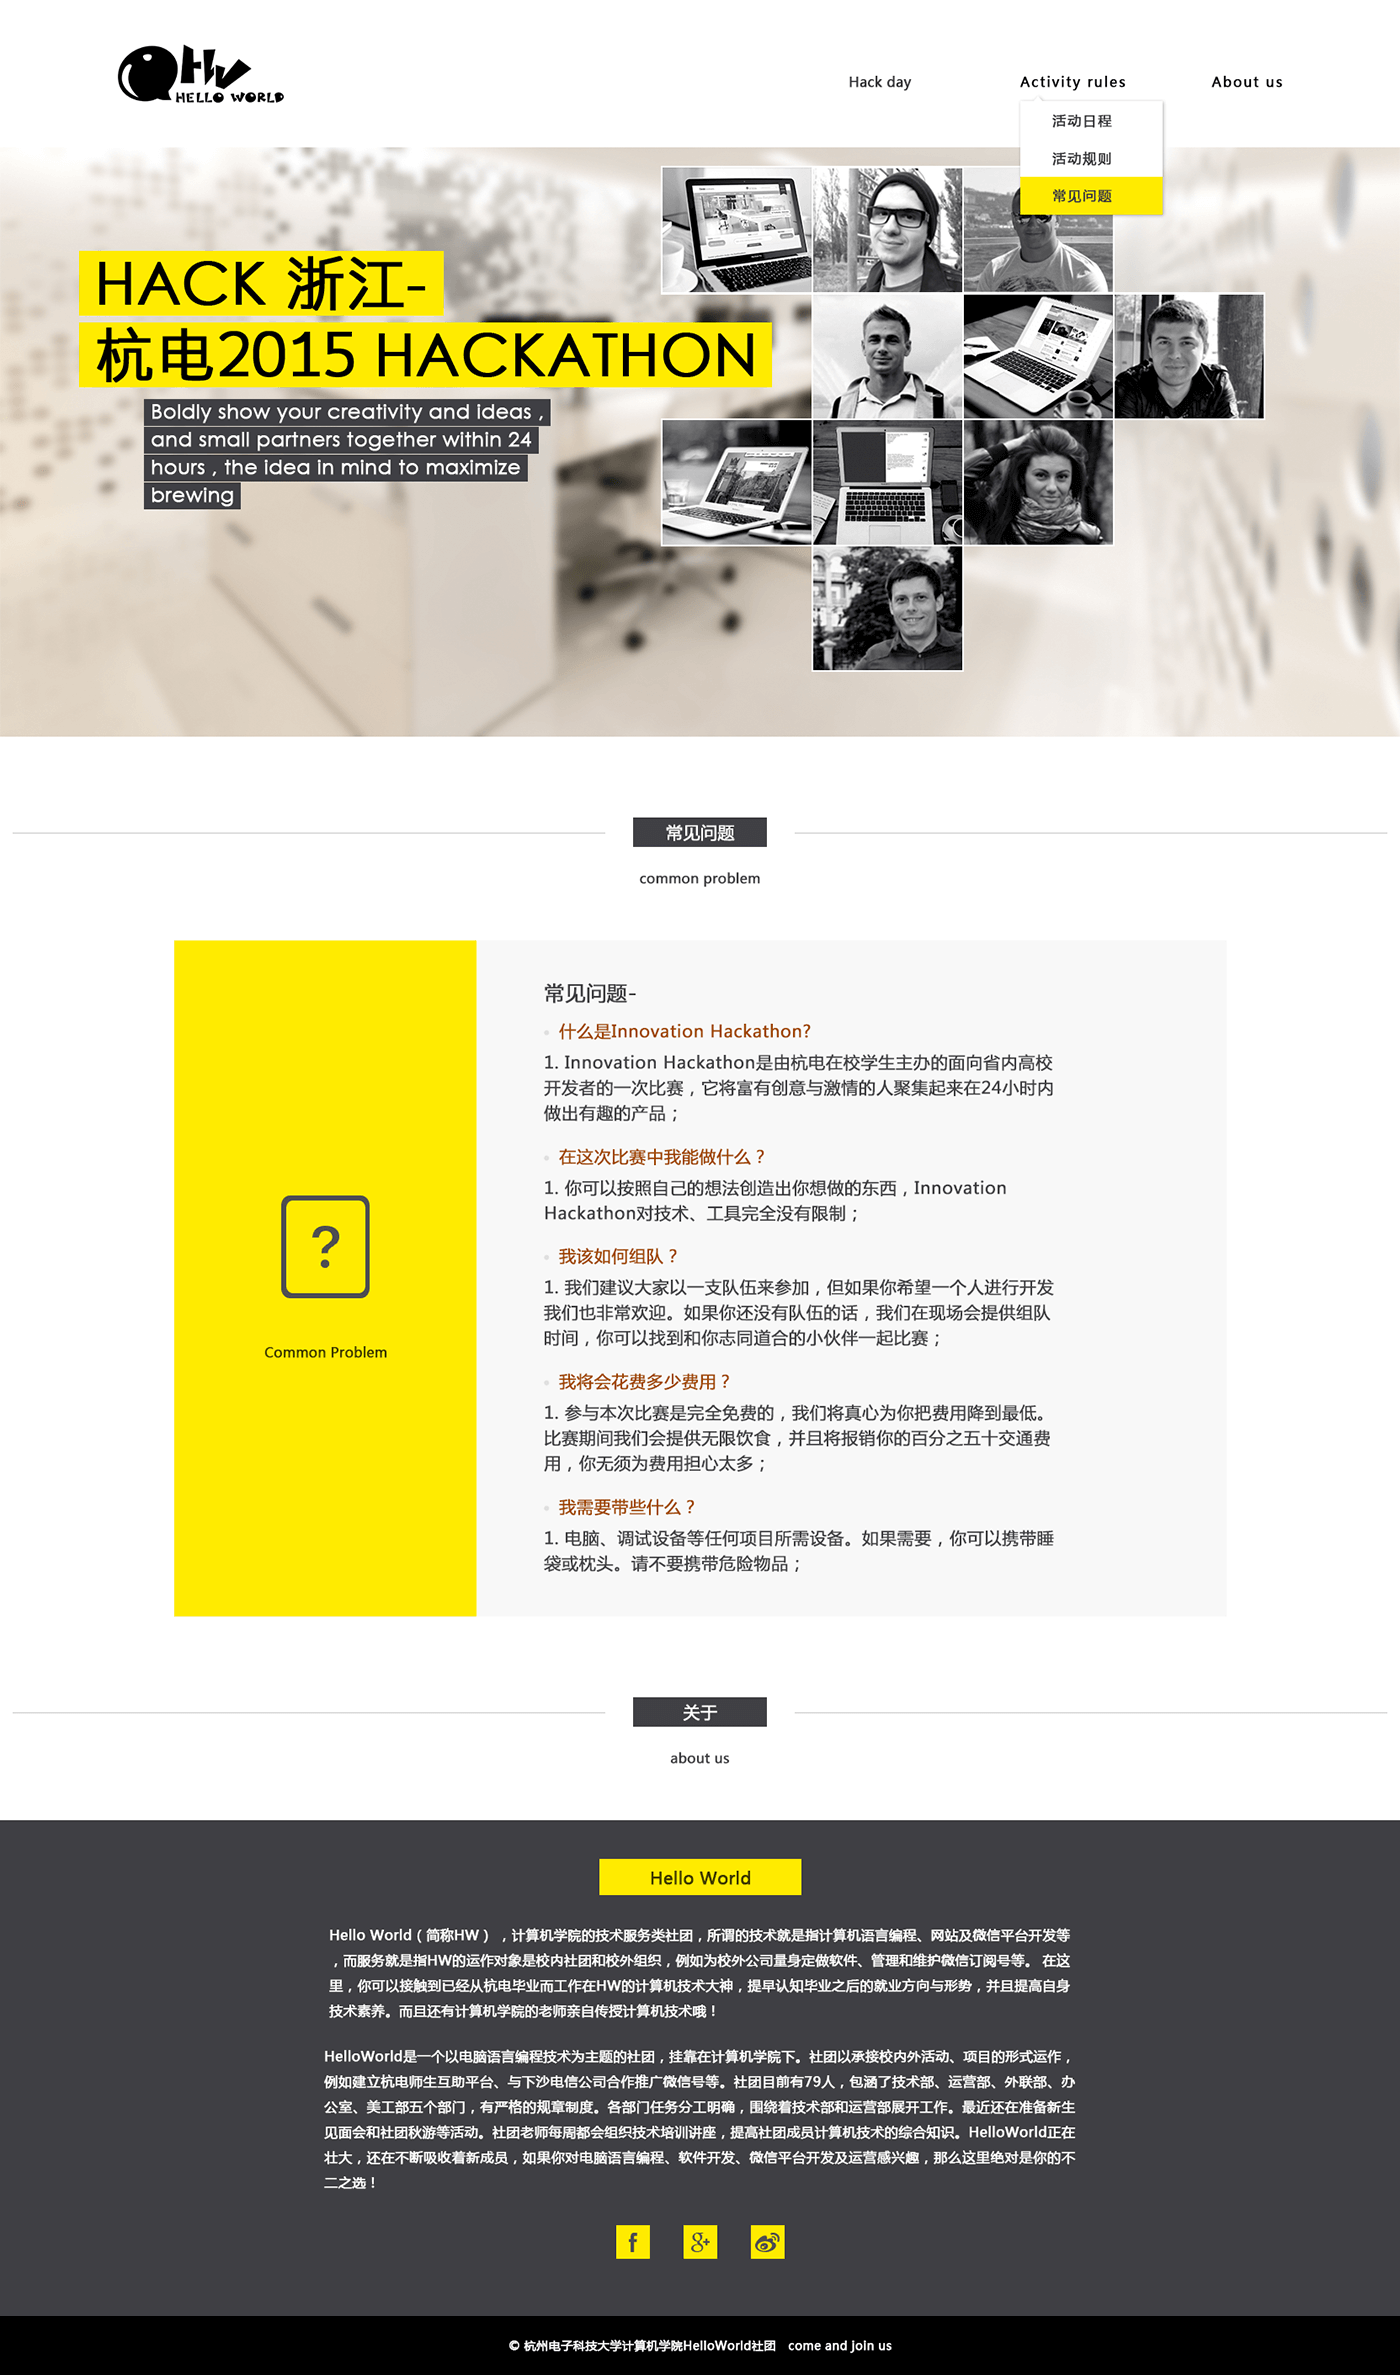 HW
HELLO WORLD
Hack day
Activity rules
About us
活动日程
活动规则
常见问题
HACK 浙江-
杭电2015 HACKATHON
Boldly show your creativity and ideas ,
and small partners together within 24
hours , the idea in mind to maximize
brewing
常见问题
common problem
?
Common Problem
常见问题-
什么是Innovation Hackathon?
1. Innovation Hackathon是由杭电在校学生主办的面向省内高校
开发者的一次比赛，它将富有创意与激情的人聚集起来在24小时内
做出有趣的产品；
在这次比赛中我能做什么？
1. 你可以按照自己的想法创造出你想做的东西，Innovation
Hackathon对技术、工具完全没有限制；
我该如何组队？
1. 我们建议大家以一支队伍来参加，但如果你希望一个人进行开发
我们也非常欢迎。如果你还没有队伍的话，我们在现场会提供组队
时间，你可以找到和你志同道合的小伙伴一起比赛；
我将会花费多少费用？
1. 参与本次比赛是完全免费的，我们将真心为你把费用降到最低。
比赛期间我们会提供无限饮食，并且将报销你的百分之五十交通费
用，你无须为费用担心太多；
我需要带些什么？
1. 电脑、调试设备等任何项目所需设备。如果需要，你可以携带睡
袋或枕头。请不要携带危险物品；
关于
about us
Hello World
Hello World（简称HW），计算机学院的技术服务类社团，所谓的技术就是指计算机语言编程、网站及微信平台开发等
，而服务就是指HW的运作对象是校内社团和校外组织，例如为校外公司量身定做软件、管理和维护微信订阅号等。 在这
里，你可以接触到已经从杭电毕业而工作在HW的计算机技术大神，提早认知毕业之后的就业方向与形势，并且提高自身
技术素养。而且还有计算机学院的老师亲自传授计算机技术哦！
HelloWorld是一个以电脑语言编程技术为主题的社团，挂靠在计算机学院下。社团以承接校内外活动、项目的形式运作，
例如建立杭电师生互助平台、与下沙电信公司合作推广微信号等。社团目前有79人，包涵了技术部、运营部、外联部、办
公室、美工部五个部门，有严格的规章制度。各部门任务分工明确，围绕着技术部和运营部展开工作。最近还在准备新生
见面会和社团秋游等活动。社团老师每周都会组织技术培训讲座，提高社团成员计算机技术的综合知识。HelloWorld正在
壮大，还在不断吸收着新成员，如果你对电脑语言编程、软件开发、微信平台开发及运营感兴趣，那么这里绝对是你的不
二之选！
f
g+
© 杭州电子科技大学计算机学院HelloWorld社团 come and join us